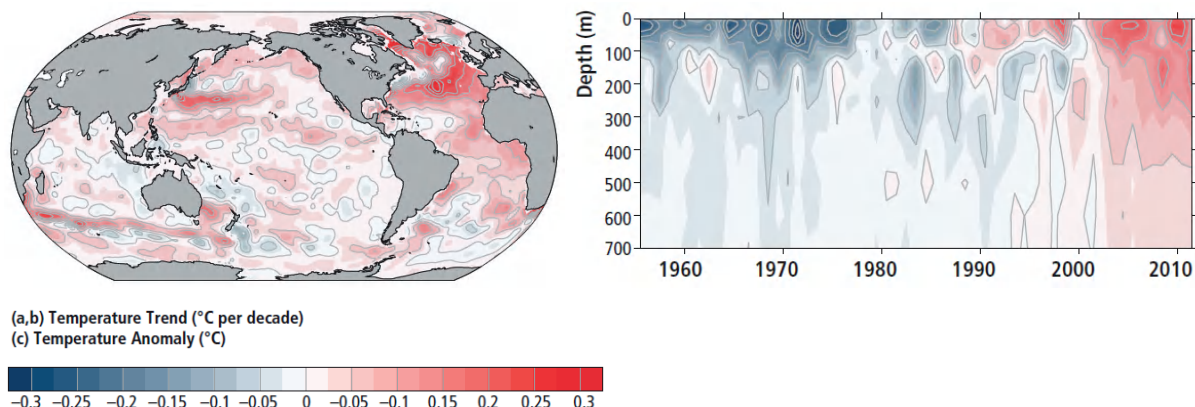 Depth (m)
0
100
200
300
400
500
600
700
1960 1970 1980 1990 2000 2010
(a,b) Temperature Trend (°C per decade)
(c) Temperature Anomaly (°C)
−0.3 −0.25 −0.2 −0.15 −0.1 −0.05 0 −0.05 −0.1 0.15 0.2 0.25 0.3